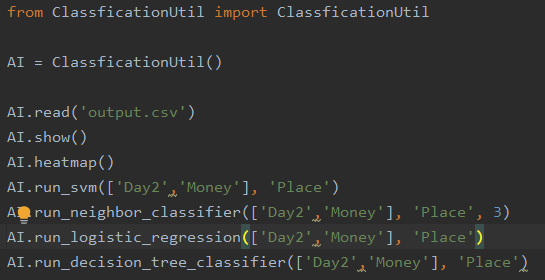 from ClassficationUtil import ClassficationUtil
AI = ClassficationUtil()
AI.read('output.csv')
AI.show()
AI.heatmap()
AI.run_svm(['Day2','Money'], 'Place')
AI.run_neighbor_classifier(['Day2','Money'], 'Place', 3)
AI.run_logistic_regression(['Day2','Money'], 'Place')
AI.run_decision_tree_classifier(['Day2','Money'], 'Place')